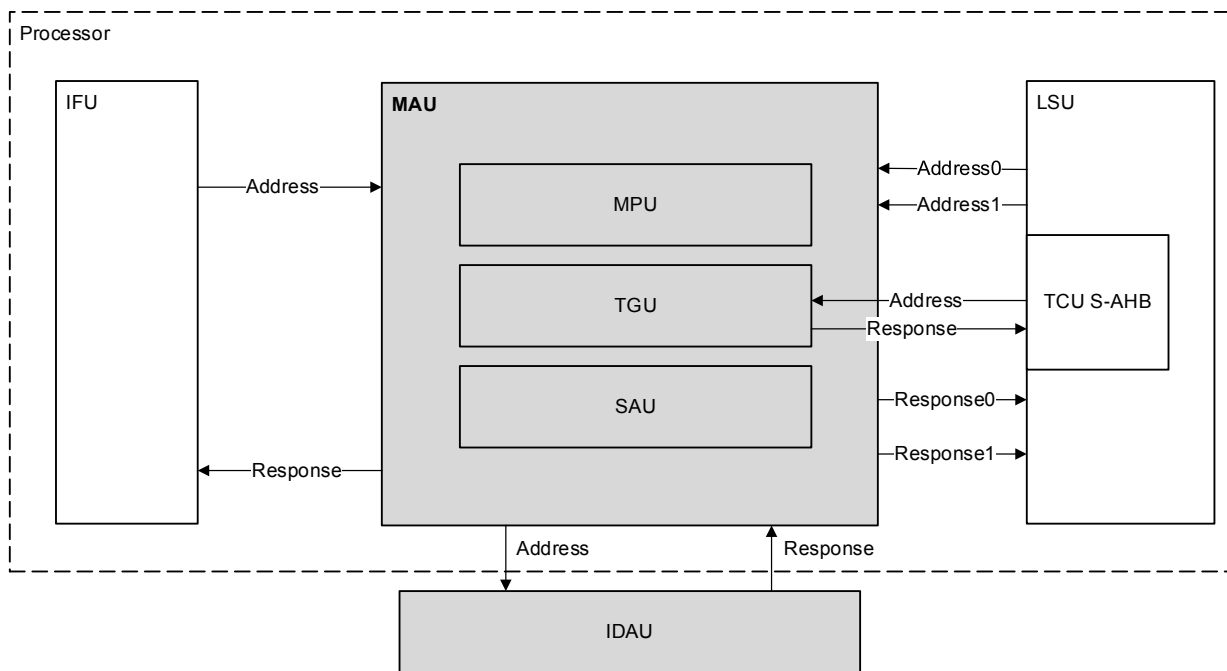 Processor
IFU
MAU
LSU
Address0
Address
Address1
MPU
Address
TGU
TCU S-AHB
Response
SAU
Response0
Response1
Response
Address
Response
IDAU